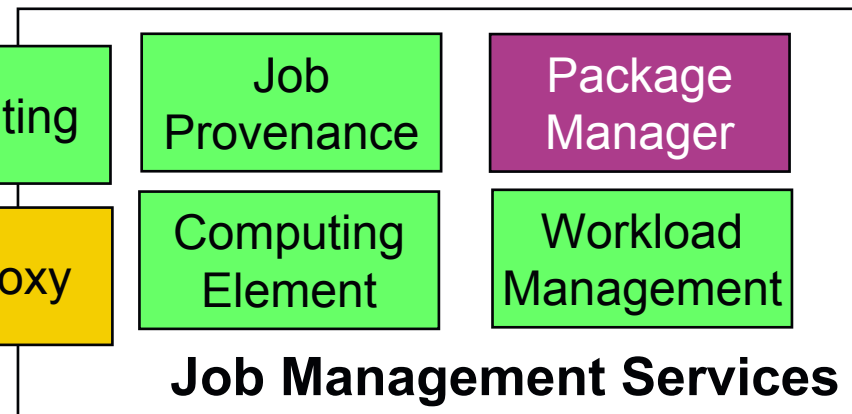 ting
Job
Provenance
Package
Manager
oxy
Computing
Element
Workload
Management
Job Management Services